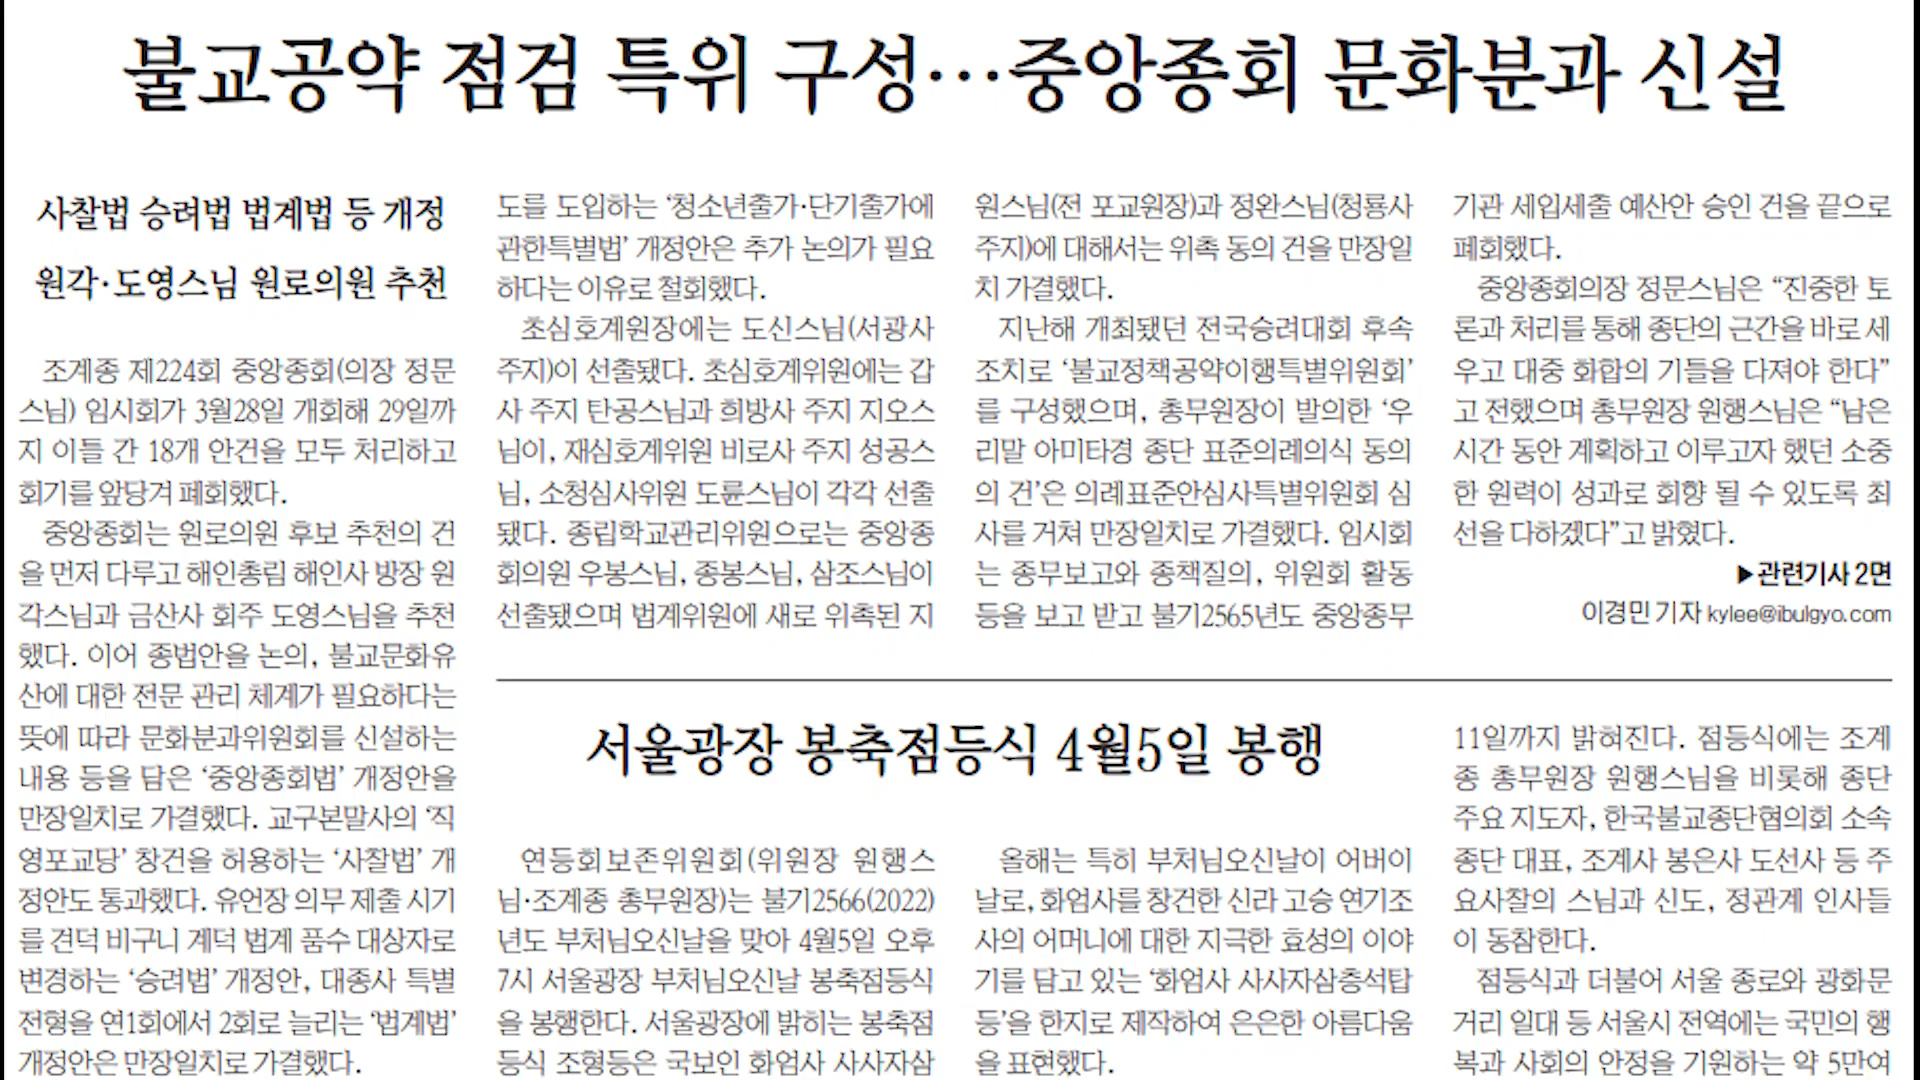 불교공약 점검 특위 구성…중앙종회 문화분과 신설
사찰법 승려법 법계법 등 개정
원각·도영스님 원로의원 추천
조계종 제224회 중앙종회(의장 정문
스님) 임시회가 3월28일 개회해 29일까
지 이틀 간 18개 안건을 모두 처리하고
회기를 앞당겨 폐회했다.
중앙종회는 원로의원 후보 추천의 건
을 먼저 다루고 해인총림 해인사 방장 원
각스님과 금산사 회주 도영스님을 추천
했다. 이어 종법안을 논의, 불교문화유
산에 대한 전문 관리 체계가 필요하다는
뜻에 따라 문화분과위원회를 신설하는
내용 등을 담은 ‘중앙종회법’ 개정안을
만장일치로 가결했다. 교구본말사의 ‘직
영포교당’ 창건을 허용하는 ‘사찰법’ 개
정안도 통과했다. 유언장 의무 제출 시기
를 견덕 비구니 계덕 법계 품수 대상자로
변경하는 ‘승려법’ 개정안, 대종사 특별
전형을 연1회에서 2회로 늘리는 ‘법계법’
개정안은 만장일치로 가결했다.
도를 도입하는 ‘청소년출가·단기출가에
관한특별법’ 개정안은 추가 논의가 필요
하다는 이유로 철회했다.
초심호계원장에는 도신스님(서광사
주지)이 선출됐다. 초심호계위원에는 갑
사 주지 탄공스님과 희방사 주지 지오스
님이, 재심호계위원 비로사 주지 성공스
님, 소청심사위원 도륜스님이 각각 선출
됐다. 종립학교관리위원으로는 중앙종
회의원 우봉스님, 종봉스님, 삼조스님이
선출됐으며 법계위원에 새로 위촉된 지
원스님(전 포교원장)과 정완스님(청룡사
주지)에 대해서는 위촉 동의 건을 만장일
치 가결했다.
지난해 개최됐던 전국승려대회 후속
조치로 ‘불교정책공약이행특별위원회’
를 구성했으며, 총무원장이 발의한 ‘우
리말 아미타경 종단 표준의례의식 동의
의 건’은 의례표준안심사특별위원회 심
사를 거쳐 만장일치로 가결했다. 임시회
는 종무보고와 종책질의, 위원회 활동
등을 보고 받고 불기2565년도 중앙종무
기관 세입세출 예산안 승인 건을 끝으로
폐회했다.
중앙종회의장 정문스님은 “진중한 토
론과 처리를 통해 종단의 근간을 바로 세
우고 대중 화합의 기틀을 다져야 한다”
고 전했으며 총무원장 원행스님은 “남은
시간 동안 계획하고 이루고자 했던 소중
한 원력이 성과로 회향 될 수 있도록 최
선을 다하겠다”고 밝혔다.
▶관련기사 2면
이경민 기자 kylee@ibulgyo.com
서울광장 봉축점등식 4월5일 봉행
연등회보존위원회(위원장 원행스
님·조계종 총무원장)는 불기2566(2022)
년도 부처님오신날을 맞아 4월5일 오후
7시 서울광장 부처님오신날 봉축점등식
을 봉행한다. 서울광장에 밝히는 봉축점
등식 조형등은 국보인 화엄사 사사자삼
올해는 특히 부처님오신날이 어버이
날로, 화엄사를 창건한 신라 고승 연기조
사의 어머니에 대한 지극한 효성의 이야
기를 담고 있는 ‘화엄사 사사자삼층석탑
등’을 한지로 제작하여 은은한 아름다움
을 표현했다.
11일까지 밝혀진다. 점등식에는 조계
종 총무원장 원행스님을 비롯해 종단
주요 지도자, 한국불교종단협의회 소속
종단 대표, 조계사 봉은사 도선사 등 주
요사찰의 스님과 신도, 정관계 인사들
이 동참한다.
점등식과 더불어 서울 종로와 광화문
거리 일대 등 서울시 전역에는 국민의 행
복과 사회의 안정을 기원하는 약 5만여